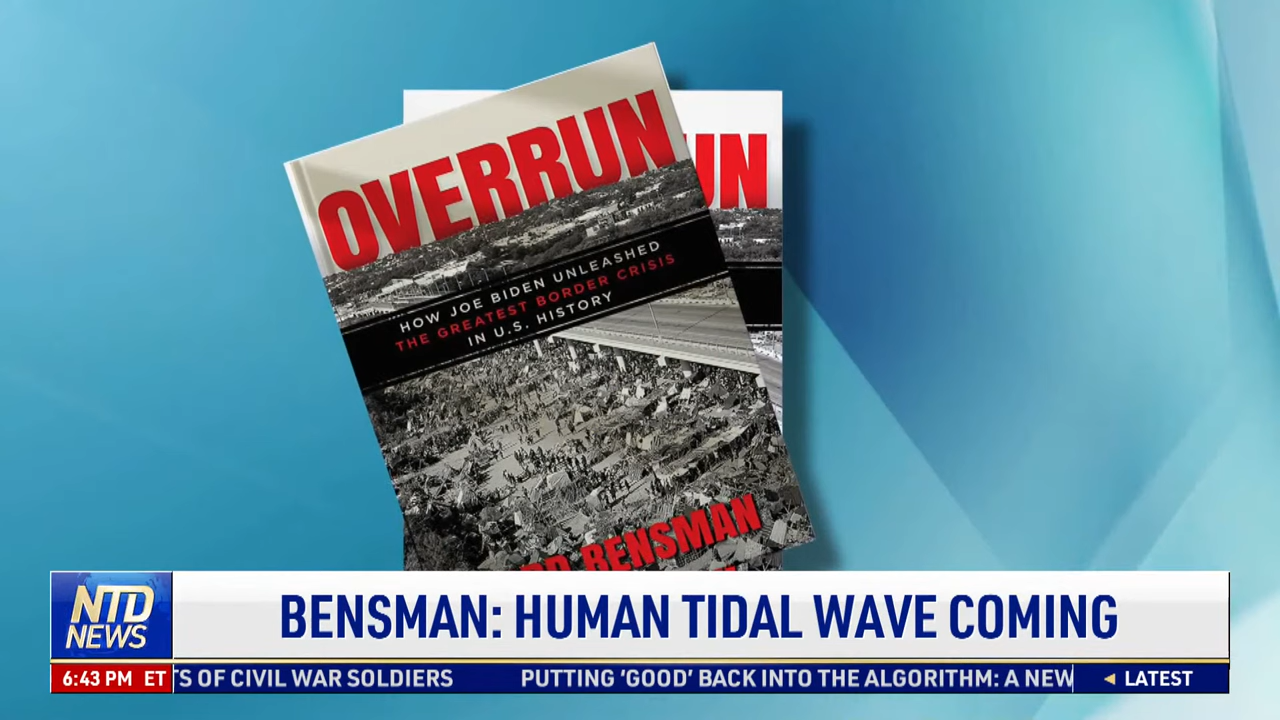 OVERRUN
UN
HOW JOE BIDEN UNLEASHED
THE GREATEST BORDER CRISIS
IN U.S. HISTORY
BENSMAN
NTD
NEWS
BENSMAN: HUMAN TIDAL WAVE COMING
6:43 PM ET
TS OF CIVIL WAR SOLDIERS
PUTTING ‘GOOD’ BACK INTO THE ALGORITHM: A NEW
◄ LATEST